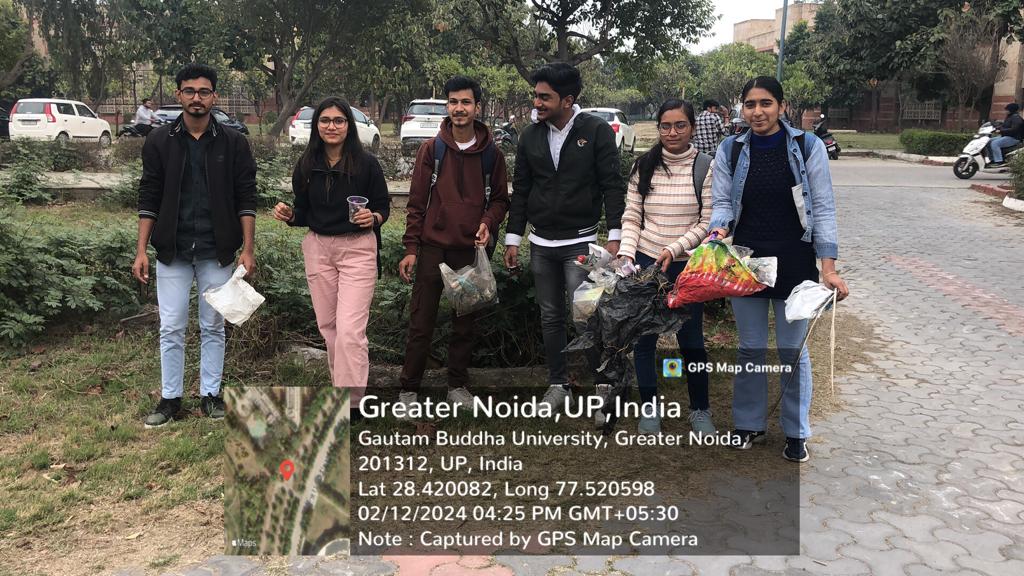 GPS Map Camera
Greater Noida,UP,India
Gautam Buddha University, Greater Noida,
201312, UP, India
Lat 28.420082, Long 77.520598
02/12/2024 04:25 PM GMT+05:30
Note : Captured by GPS Map Camera
Maps